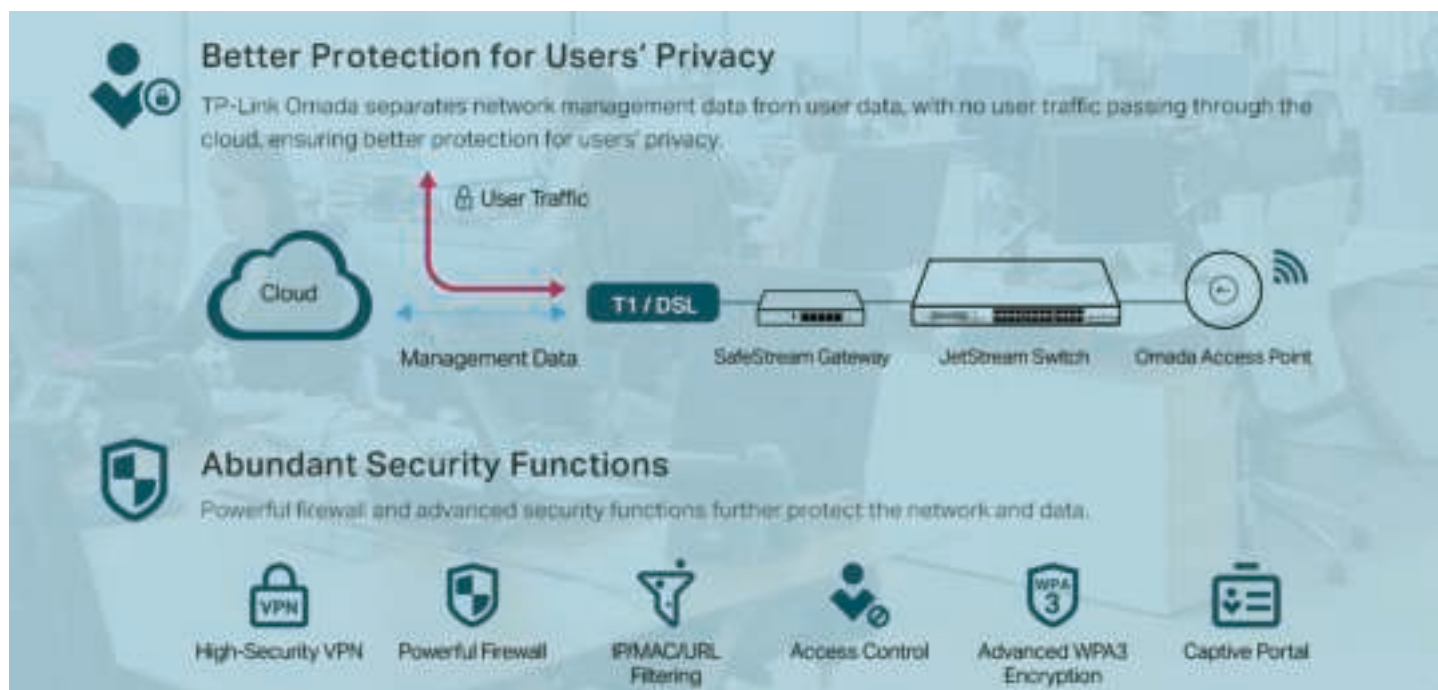 Better Protection for Users' Privacy
TP-Link Omada separates network management data from user data, with no user traffic passing through the
cloud, ensuring better protection for users' privacy.
User Traffic
Cloud
T1 / DSL
Management Data
SafeStream Gateway
JetStream Switch
Omada Access Point
Abundant Security Functions
Powerful firewall and advanced security functions further protect the network and data.
VPN
WPA
3
High-Security VPN
Powerful Firewall
IP/MAC/URL
Filtering
Access Control
Advanced WPA3
Encryption
Captive Portal